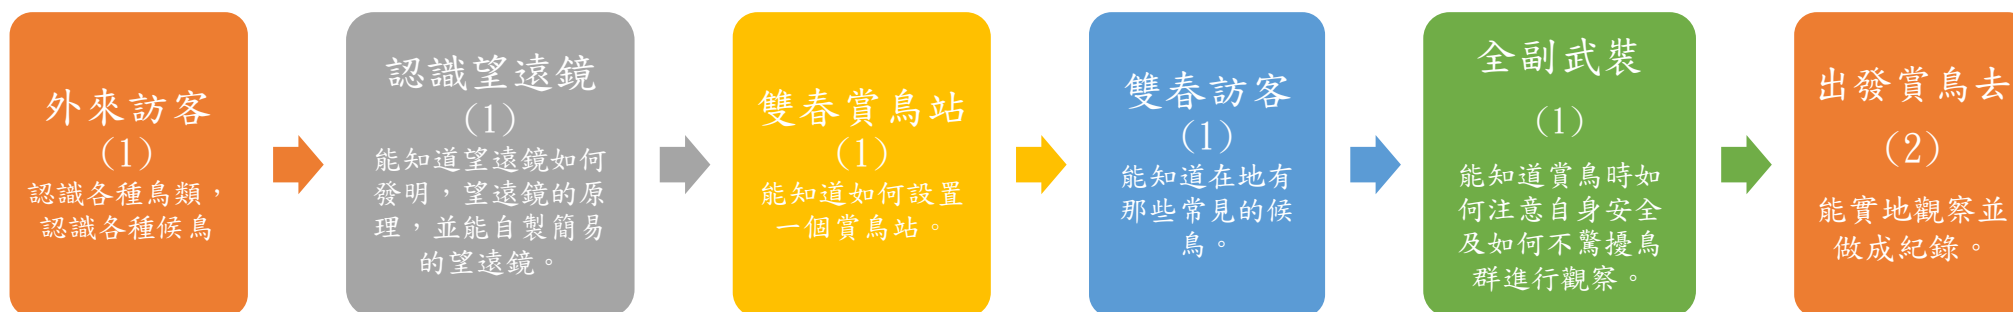 外來訪客
(1)
認識各種鳥類，
認識各種候鳥
認識望遠鏡
(1)
能知道望遠鏡如何
發明，望遠鏡的原
理，並能自製簡易
的望遠鏡。
雙春賞鳥站
(1)
能知道如何設置
一個賞鳥站。
雙春訪客
(1)
能知道在地有
那些常見的候
鳥。
全副武裝
(1)
能知道賞鳥時如
何注意自身安全
及如何不驚擾鳥
群進行觀察。
出發賞鳥去
(2)
能實地觀察並
做成紀錄。